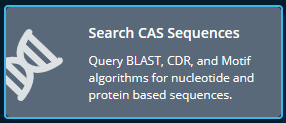 Search CAS Sequences
Query BLAST, CDR, and Motif
algorithms for nucleotide and
protein based sequences.